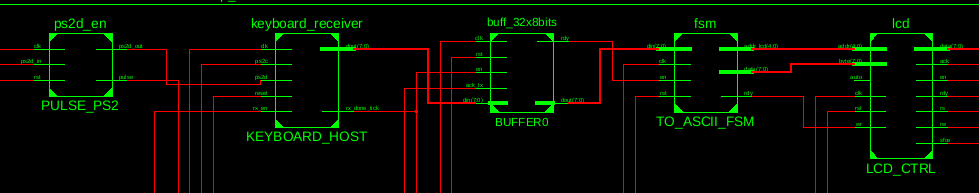 ps2d_en
keyboard_receiver
buff_32x8bits
fsm
lcd
clk
ps2d_in
rst
ps2d_out
pulse
PULSE_PS2
clk
ps2c
ps2d
reset
rx_en
dout(7:0)
rx_done_tick
KEYBOARD_HOST
clk
rst
en
ack_tx
din(7:0)
rdy
dout(7:0)
BUFFER0
din(7:0)
clk
en
rst
addr_lcd(4:0)
data(7:0)
rdy
TO_ASCII_FSM
addr(4:0)
byte(7:0)
auto
clk
rst
wr
data(7:0)
ack
en
rdy
rs
LCD_CTRL